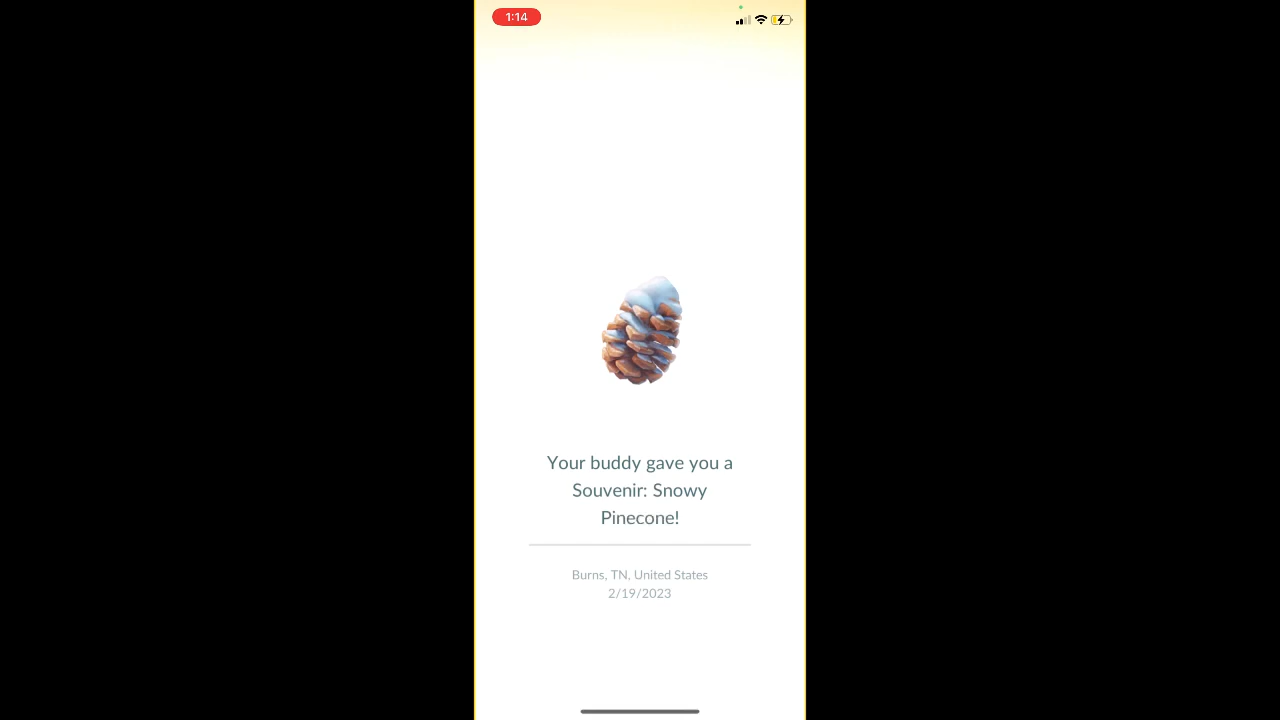 1:14
Your buddy gave you a
Souvenir: Snowy
Pinecone!
Burns, TN, United States
2/19/2023